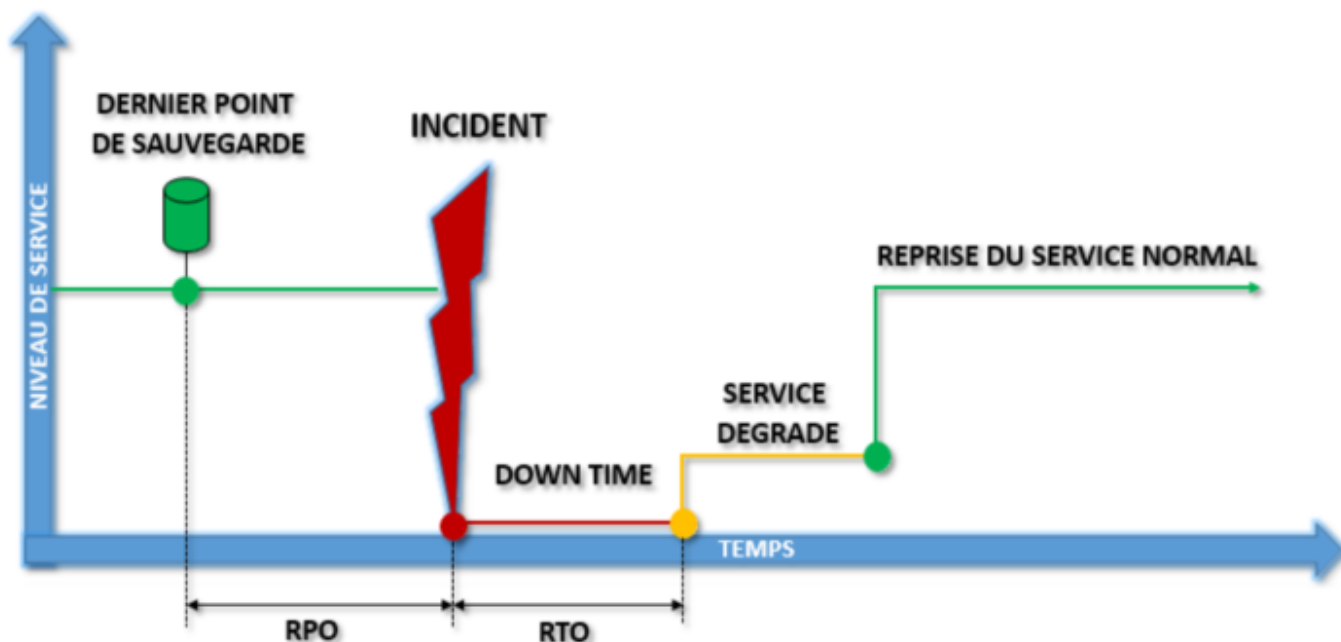 DERNIER POINT
DE SAUVEGARDE
INCIDENT
NIVEAU DE SERVICE
REPRISE DU SERVICE NORMAL
SERVICE
DEGRADE
DOWN TIME
TEMPS
RPO
RTO